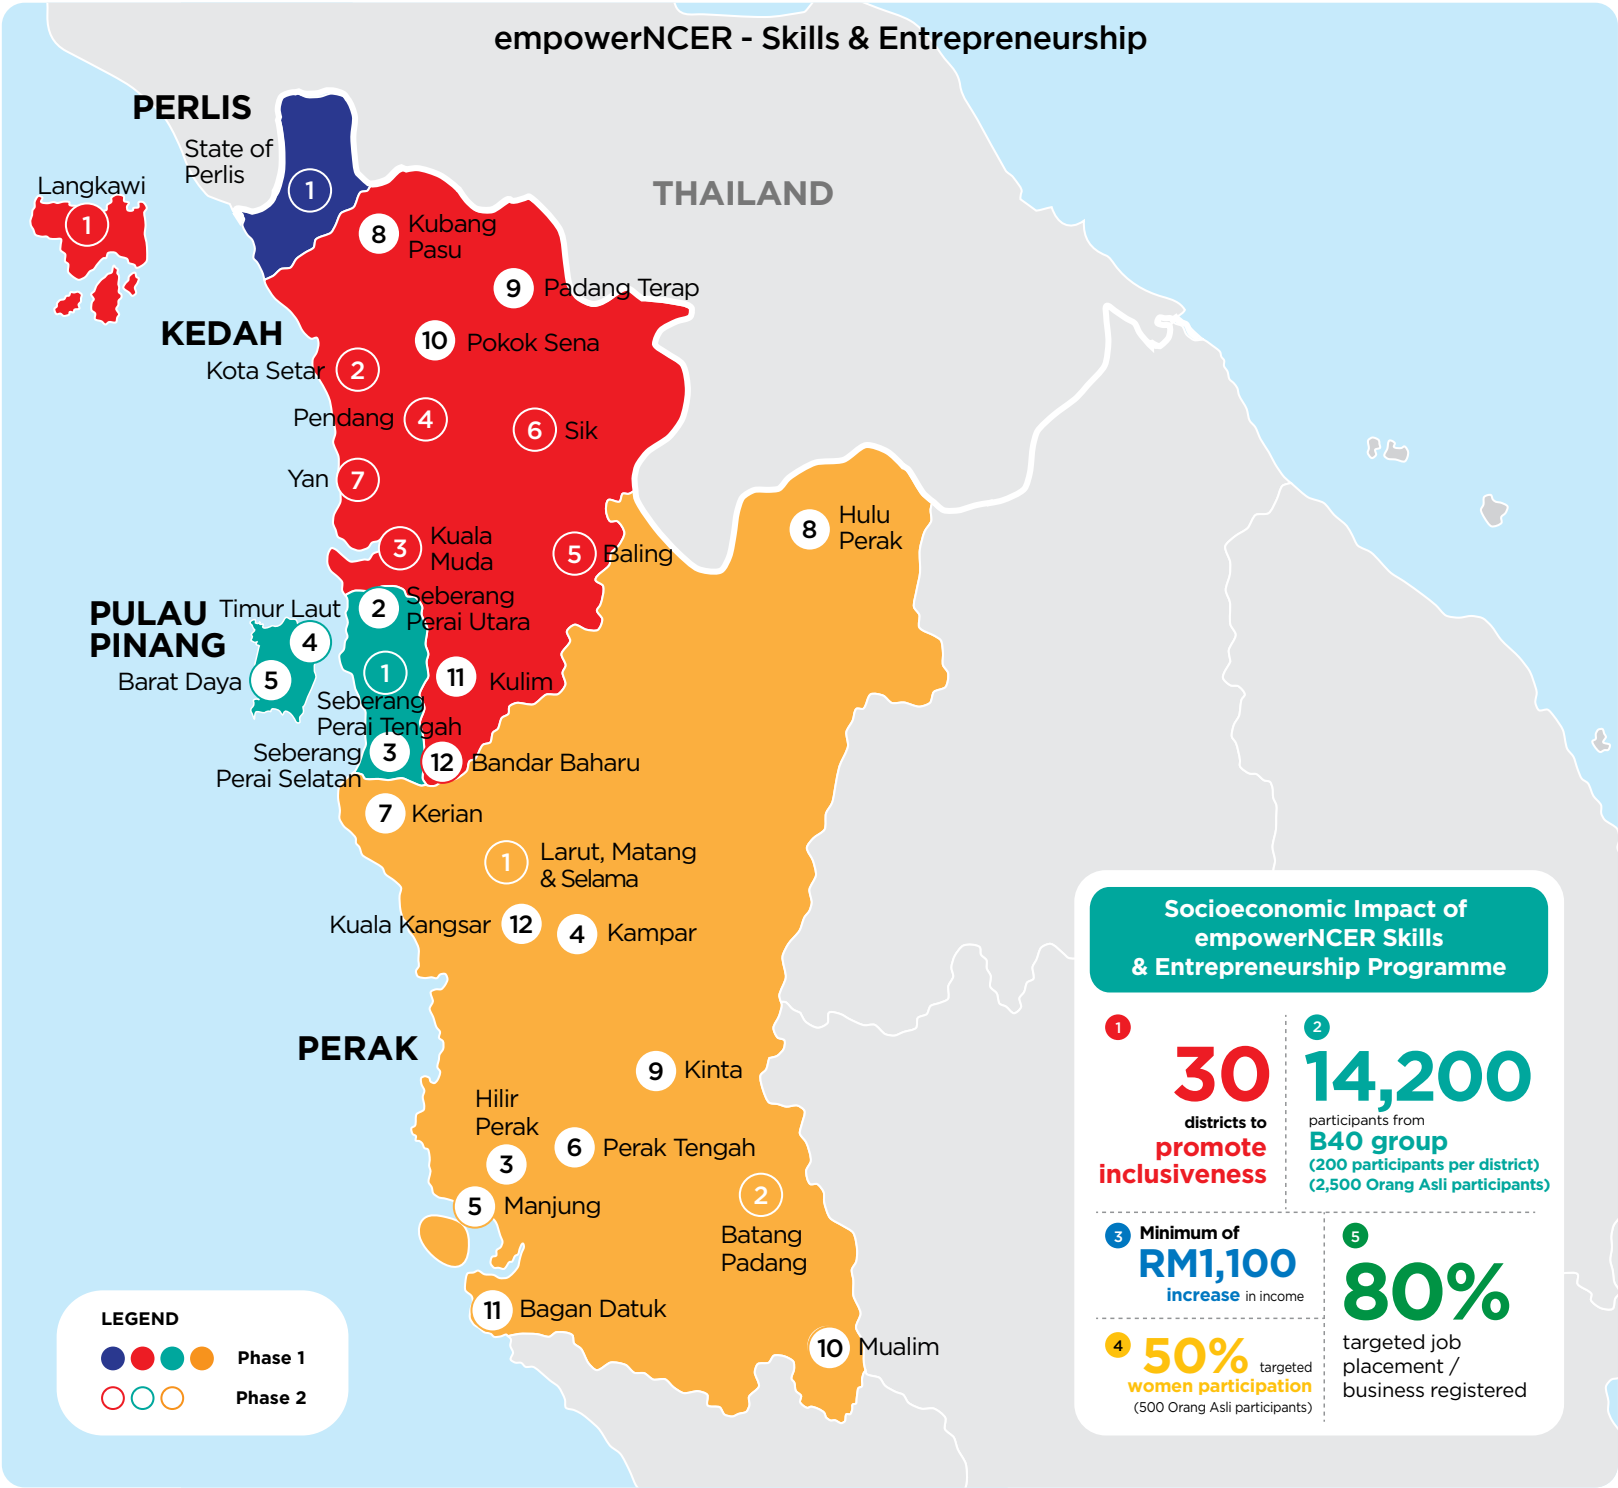 empowerNCER - Skills & Entrepreneurship
PERLIS
State of
Perlis
1
Langkawi
1
THAILAND
8
Kubang
Pasu
9
Padang Terap
KEDAH
10
Pokok Sena
Kota Setar
2
Pendang
4
6
Sik
Yan
7
3
Kuala
Muda
5
Baling
8
Hulu
Perak
PULAU
PINANG
Timur Laut
4
2
Seberang
Perai Utara
Barat Daya
5
1
Seberang
Perai Tengah
11
Kulim
Seberang
Perai Selatan
3
12
Bandar Baharu
7
Kerian
1
Larut, Matang
& Selama
Kuala Kangsar
12
4
Kampar
PERAK
9
Kinta
Hilir
Perak
3
6
Perak Tengah
5
Manjung
2
Batang
Padang
11
Bagan Datuk
10
Mualim
LEGEND
Phase 1
Phase 2
Socioeconomic Impact of
empowerNCER Skills
& Entrepreneurship Programme
1
30
districts to
promote
inclusiveness
2
14,200
participants from
B40 group
(200 participants per district)
(2,500 Orang Asli participants)
3
Minimum of
RM1,100
increase in income
4
50% targeted
women participation
(500 Orang Asli participants)
5
80%
targeted job
placement /
business registered